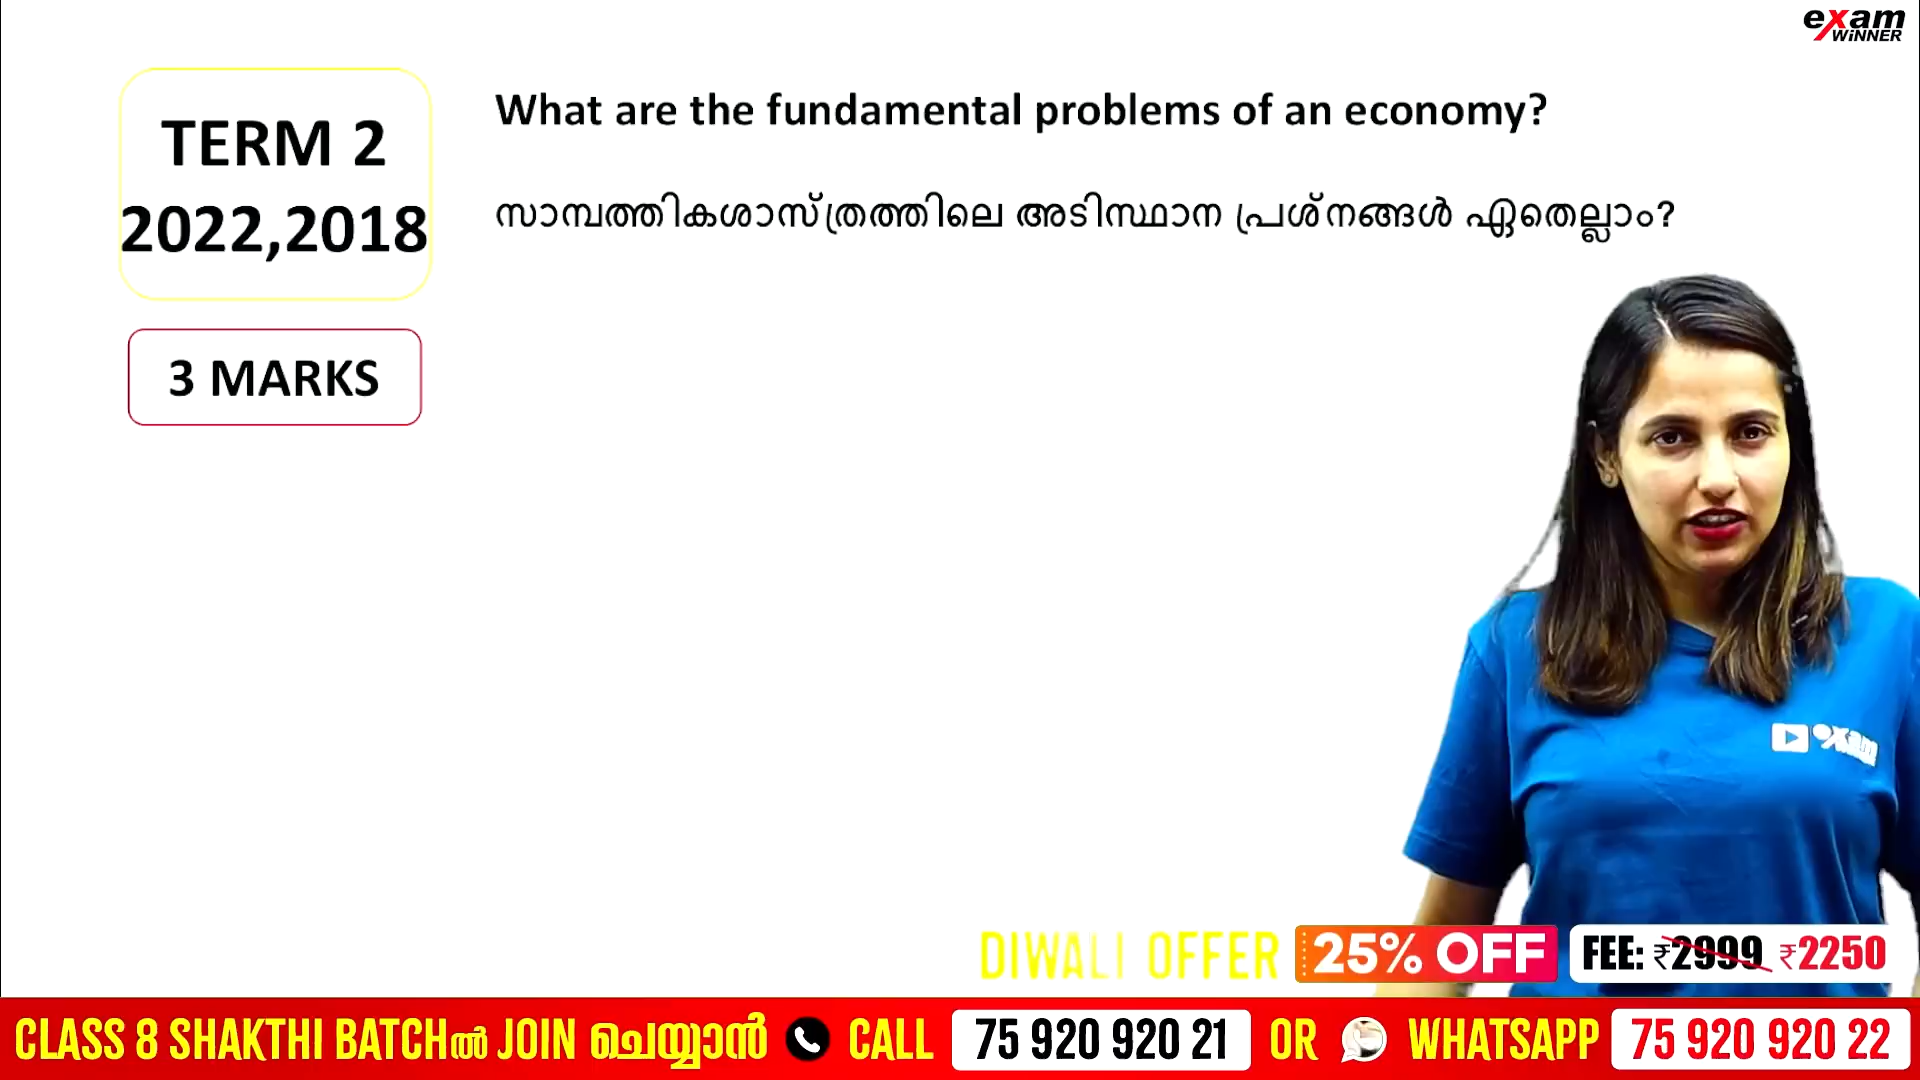 exam
WINNER
TERM 2
2022,2018
3 MARKS
What are the fundamental problems of an economy?
സാമ്പത്തികശാസ്ത്രത്തിലെ അടിസ്ഥാന പ്രശ്നങ്ങൾ ഏതെല്ലാം?
exam
DIWALI OFFER 25% OFF FEE: ₹2999 ₹2250
CLASS 8 SHAKTHI BATCHൽ JOIN ചെയ്യാൻ CALL 75 920 920 21 OR WHATSAPP 75 920 920 22